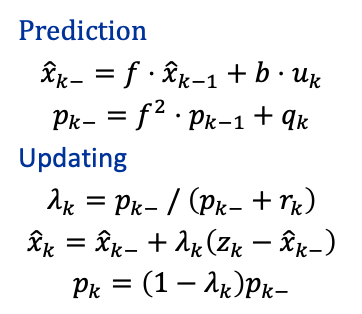 Prediction
x̂ₖ₋ = f · x̂ₖ₋₁ + b · uₖ
pₖ₋ = f² · pₖ₋₁ + qₖ
Updating
λₖ = pₖ₋ / (pₖ₋ + rₖ)
x̂ₖ = x̂ₖ₋ + λₖ(zₖ − x̂ₖ₋)
pₖ = (1 − λₖ)pₖ₋